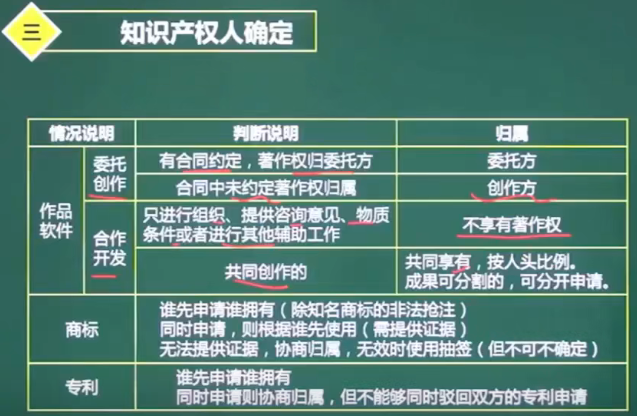 三
知识产权人确定
情况说明
判断说明
归属
作品
软件
委托
创作
有合同约定，著作权归委托方
委托方
合同中未约定著作权归属
创作方
合作
开发
只进行组织、提供咨询意见、物质
条件或者进行其他辅助工作
不享有著作权
共同创作的
共同享有，按人头比例。
成果可分割的，可分开申请。
商标
谁先申请谁拥有（除知名商标的非法抢注）
同时申请，则根据谁先使用（需提供证据）
无法提供证据，协商归属，无效时使用抽签（但不可不确定）
专利
谁先申请谁拥有
同时申请则协商归属，但不能够同时驳回双方的专利申请